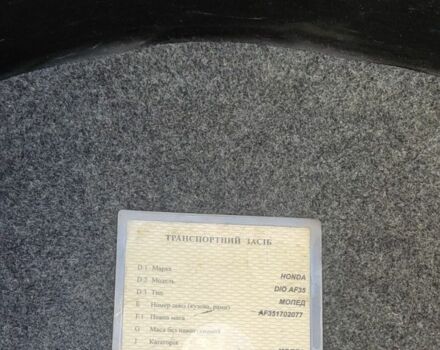 ТРАНСПОРТНИЙ ЗАСІБ
D.1 Марка HONDA
D.2 Модель DIO AF35
D.3 Тип МОПЕД
E Номер шасі (кузова, рами) AF351702077
F.1 Повна маса
G Маса без навантаження
J Категорія